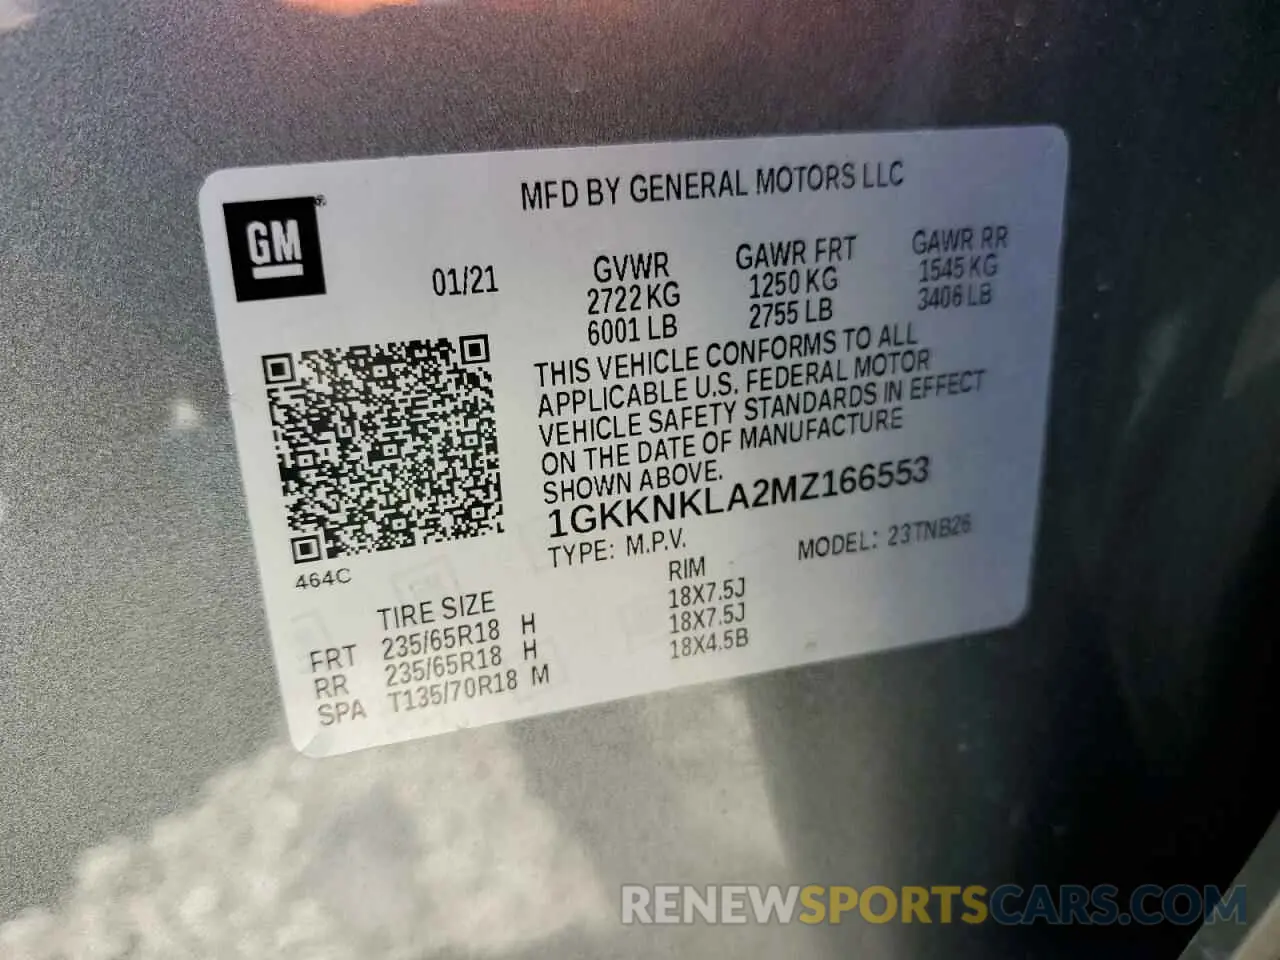 MFD BY GENERAL MOTORS LLC
GM
01/21
GVWR
2722 KG
6001 LB
GAWR FRT
1250 KG
2755 LB
GAWR RR
1545 KG
3406 LB
THIS VEHICLE CONFORMS TO ALL
APPLICABLE U.S. FEDERAL MOTOR
VEHICLE SAFETY STANDARDS IN EFFECT
ON THE DATE OF MANUFACTURE
SHOWN ABOVE.
1GKKNKLA2MZ166553
TYPE: M.P.V. MODEL: 23TNB26
464C
TIRE SIZE RIM
FRT 235/65R18 H 18X7.5J
RR 235/65R18 H 18X7.5J
SPA T135/70R18 M 18X4.5B
RENEWSPORTSCARS.COM